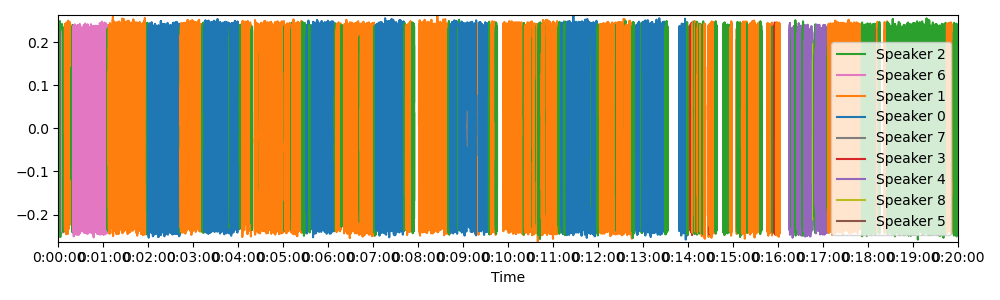 0.2
0.1
0.0
−0.1
−0.2
Speaker 2
Speaker 6
Speaker 1
Speaker 0
Speaker 7
Speaker 3
Speaker 4
Speaker 8
Speaker 5
0:00:00 0:01:00 0:02:00 0:03:00 0:04:00 0:05:00 0:06:00 0:07:00 0:08:00 0:09:00 0:10:00 0:11:00 0:12:00 0:13:00 0:14:00 0:15:00 0:16:00 0:17:00 0:18:00 0:19:00 0:20:00
Time